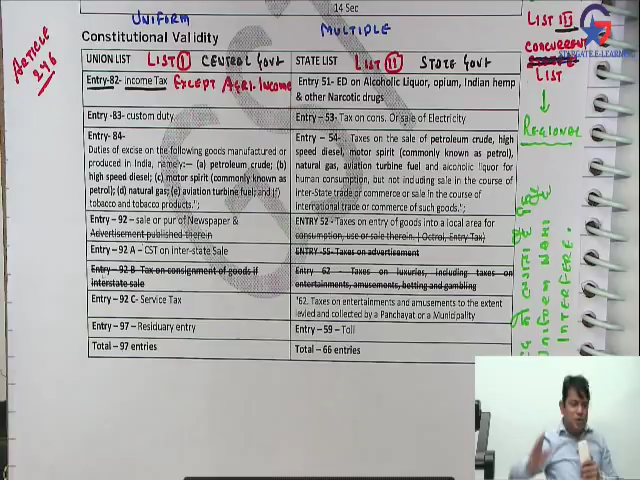 14 Sec
UNIFORM
MULTIPLE
LIST III
STARGATE E-LEARNING
ARTICLE
246
Constitutional Validity
CONCURRENT
LIST
REGIONAL
UNION LIST LIST I CENTRAL GOVT
STATE LIST LIST II STATE GOVT
Entry-82- income Tax EXCEPT AGRI. INCOME
Entry 51- ED on Alcoholic Liquor, opium, Indian hemp
& other Narcotic drugs
Entry -83- custom duty.
Entry – 53- Tax on cons. Or sale of Electricity
Entry- 84-
Duties of excise on the following goods manufactured or
produced in India, namely:— (a) petroleum crude; (b)
high speed diesel; (c) motor spirit (commonly known as
petrol); (d) natural gas; (e) aviation turbine fuel; and (f)
tobacco and tobacco products.";
Entry – 54- Taxes on the sale of petroleum crude, high
speed diesel, motor spirit (commonly known as petrol),
natural gas, aviation turbine fuel and alcoholic liquor for
human consumption, but not including sale in the course of
inter-State trade or commerce or sale in the course of
international trade or commerce of such goods.";
Entry – 92 – sale or pur of Newspaper &
Advertisement published therein
ENTRY 52 - Taxes on entry of goods into a local area for
consumption, use or sale therein. ( Octroi, Entry Tax)
Entry – 92 A – CST on inter-state Sale
ENTRY -55- Taxes on advertisement
Entry – 92 B- Tax on consignment of goods if
interstate sale
Entry 62 – Taxes on luxuries, including taxes on
entertainments, amusements, betting and gambling
Entry – 92 C- Service Tax
"62. Taxes on entertainments and amusements to the extent
levied and collected by a Panchayat or a Municipality
Entry – 97 – Residuary entry
Entry – 59 – Toll
Total – 97 entries
Total – 66 entries
UNIFORM
INTERFERE.